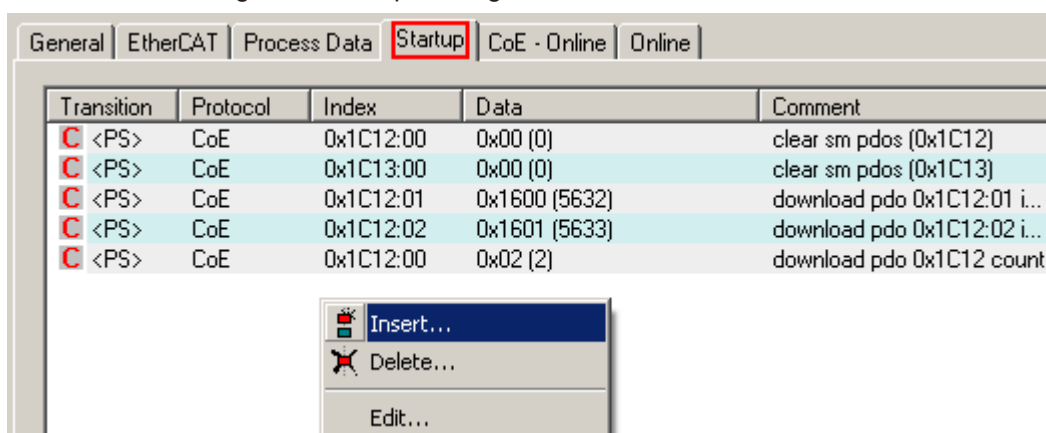 General EtherCAT Process Data Startup CoE - Online Online
Transition Protocol Index Data Comment
C <PS> CoE 0x1C12:00 0x00 (0) clear sm pdos (0x1C12)
C <PS> CoE 0x1C13:00 0x00 (0) clear sm pdos (0x1C13)
C <PS> CoE 0x1C12:01 0x1600 (5632) download pdo 0x1C12:01 i...
C <PS> CoE 0x1C12:02 0x1601 (5633) download pdo 0x1C12:02 i...
C <PS> CoE 0x1C12:00 0x02 (2) download pdo 0x1C12 count
Insert...
Delete...
Edit...